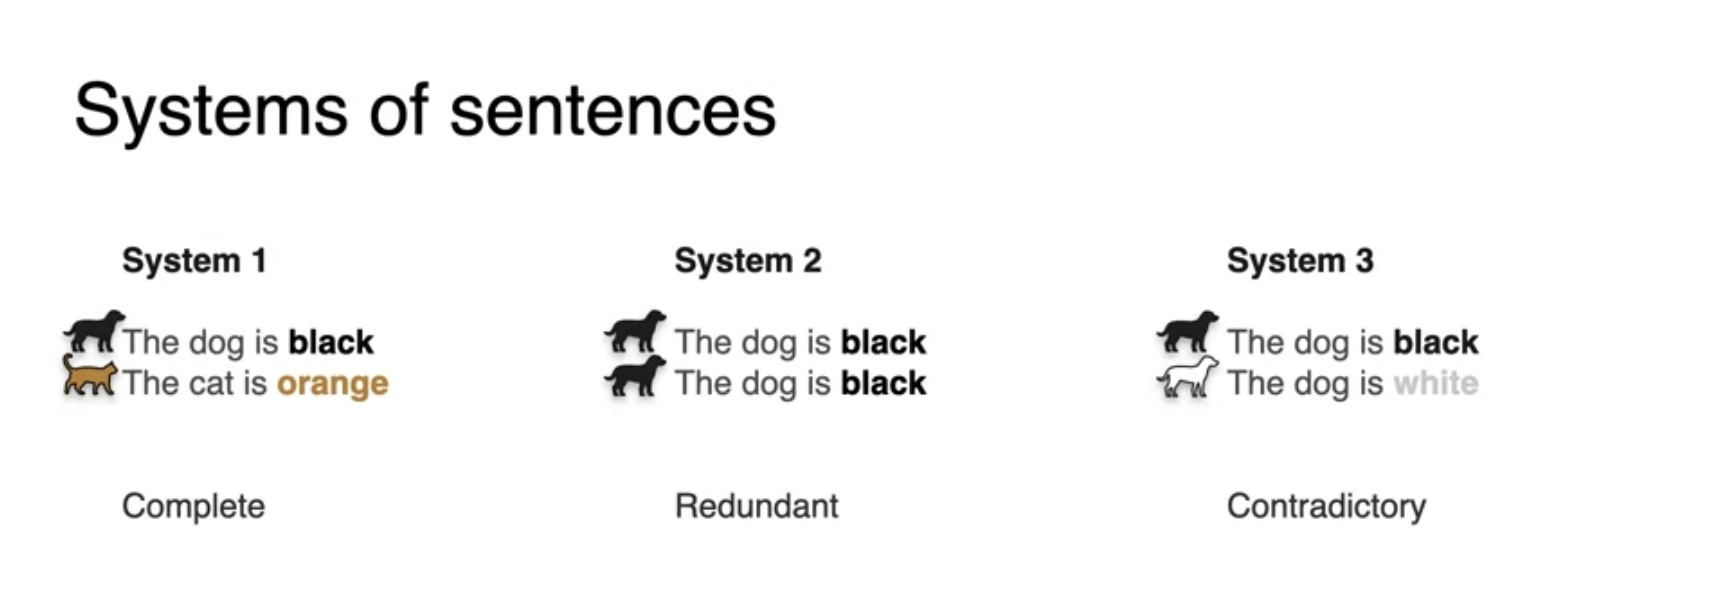 Systems of sentences
System 1
The dog is black
The cat is orange
Complete
System 2
The dog is black
The dog is black
Redundant
System 3
The dog is black
The dog is white
Contradictory